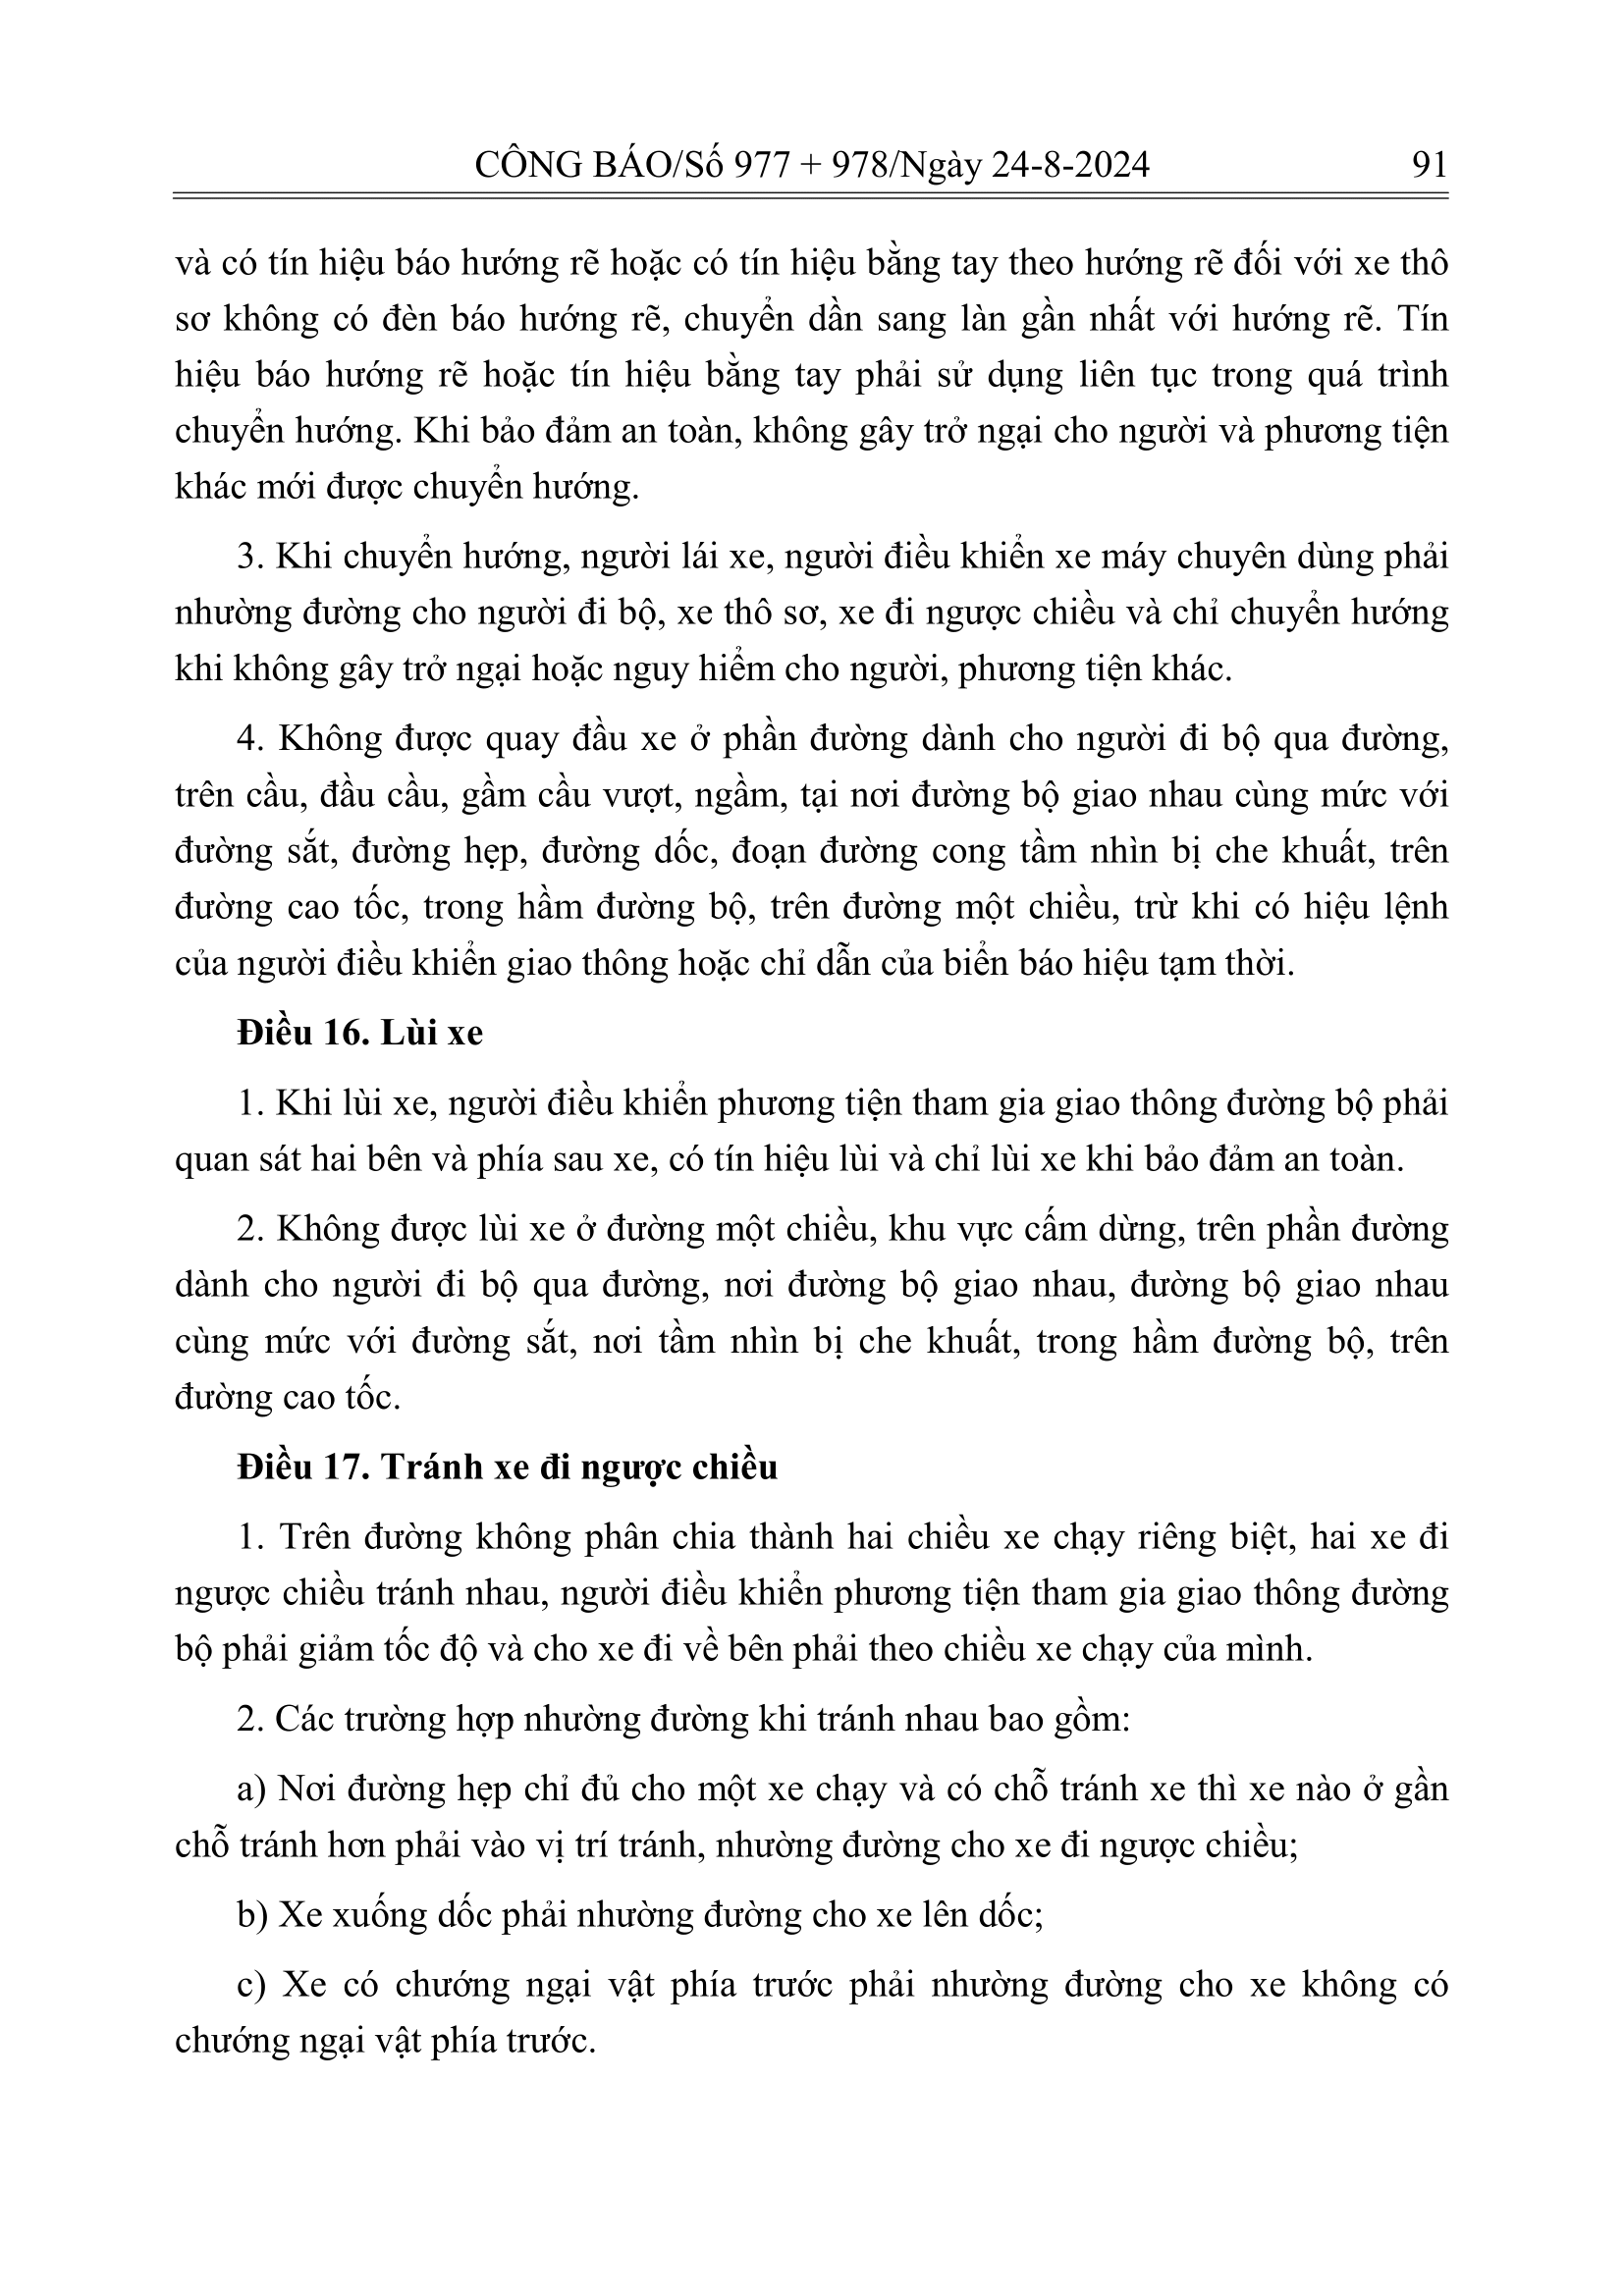 CÔNG BÁO/Số 977 + 978/Ngày 24-8-2024 91
và có tín hiệu báo hướng rẽ hoặc có tín hiệu bằng tay theo hướng rẽ đối với xe thô
sơ không có đèn báo hướng rẽ, chuyển dần sang làn gần nhất với hướng rẽ. Tín
hiệu báo hướng rẽ hoặc tín hiệu bằng tay phải sử dụng liên tục trong quá trình
chuyển hướng. Khi bảo đảm an toàn, không gây trở ngại cho người và phương tiện
khác mới được chuyển hướng.
3. Khi chuyển hướng, người lái xe, người điều khiển xe máy chuyên dùng phải
nhường đường cho người đi bộ, xe thô sơ, xe đi ngược chiều và chỉ chuyển hướng
khi không gây trở ngại hoặc nguy hiểm cho người, phương tiện khác.
4. Không được quay đầu xe ở phần đường dành cho người đi bộ qua đường,
trên cầu, đầu cầu, gầm cầu vượt, ngầm, tại nơi đường bộ giao nhau cùng mức với
đường sắt, đường hẹp, đường dốc, đoạn đường cong tầm nhìn bị che khuất, trên
đường cao tốc, trong hầm đường bộ, trên đường một chiều, trừ khi có hiệu lệnh
của người điều khiển giao thông hoặc chỉ dẫn của biển báo hiệu tạm thời.
Điều 16. Lùi xe
1. Khi lùi xe, người điều khiển phương tiện tham gia giao thông đường bộ phải
quan sát hai bên và phía sau xe, có tín hiệu lùi và chỉ lùi xe khi bảo đảm an toàn.
2. Không được lùi xe ở đường một chiều, khu vực cấm dừng, trên phần đường
dành cho người đi bộ qua đường, nơi đường bộ giao nhau, đường bộ giao nhau
cùng mức với đường sắt, nơi tầm nhìn bị che khuất, trong hầm đường bộ, trên
đường cao tốc.
Điều 17. Tránh xe đi ngược chiều
1. Trên đường không phân chia thành hai chiều xe chạy riêng biệt, hai xe đi
ngược chiều tránh nhau, người điều khiển phương tiện tham gia giao thông đường
bộ phải giảm tốc độ và cho xe đi về bên phải theo chiều xe chạy của mình.
2. Các trường hợp nhường đường khi tránh nhau bao gồm:
a) Nơi đường hẹp chỉ đủ cho một xe chạy và có chỗ tránh xe thì xe nào ở gần
chỗ tránh hơn phải vào vị trí tránh, nhường đường cho xe đi ngược chiều;
b) Xe xuống dốc phải nhường đường cho xe lên dốc;
c) Xe có chướng ngại vật phía trước phải nhường đường cho xe không có
chướng ngại vật phía trước.